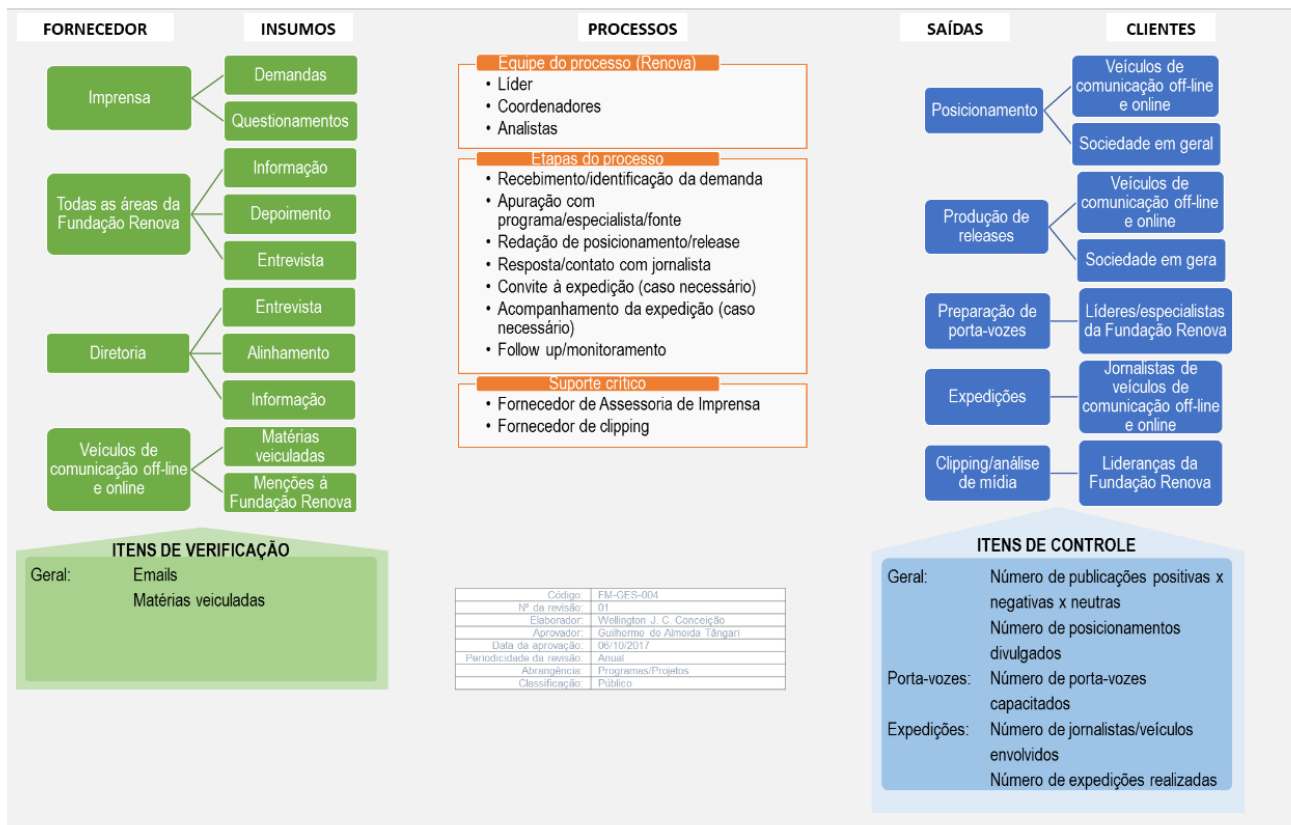 FORNECEDOR
INSUMOS
PROCESSOS
SAÍDAS
CLIENTES
Imprensa
Demandas
Questionamentos
Todas as áreas da
Fundação Renova
Informação
Depoimento
Entrevista
Diretoria
Entrevista
Alinhamento
Informação
Veículos de
comunicação off-line
e online
Matérias
veiculadas
Menções à
Fundação Renova
ITENS DE VERIFICAÇÃO
Geral: Emails
Matérias veiculadas
Equipe do processo (Renova)
• Líder
• Coordenadores
• Analistas
Etapas do processo
• Recebimento/identificação da demanda
• Apuração com
programa/especialista/fonte
• Redação de posicionamento/release
• Resposta/contato com jornalista
• Convite à expedição (caso necessário)
• Acompanhamento da expedição (caso
necessário)
• Follow up/monitoramento
Suporte crítico
• Fornecedor de Assessoria de Imprensa
• Fornecedor de clipping
Código: FM-GES-004
Nº da revisão: 01
Elaborador: Wellington J. C. Conceição
Aprovador: Guilherme de Almeida Tângari
Data da aprovação: 06/10/2017
Periodicidade da revisão: Anual
Abrangência: Programas/Projetos
Classificação: Público
Posicionamento
Veículos de
comunicação off-line
e online
Sociedade em geral
Produção de
releases
Veículos de
comunicação off-line
e online
Sociedade em gera
Preparação de
porta-vozes
Líderes/especialistas
da Fundação Renova
Expedições
Jornalistas de
veículos de
comunicação off-line
e online
Clipping/análise
de mídia
Lideranças da
Fundação Renova
ITENS DE CONTROLE
Geral: Número de publicações positivas x
negativas x neutras
Número de posicionamentos
divulgados
Porta-vozes: Número de porta-vozes
capacitados
Expedições: Número de jornalistas/veículos
envolvidos
Número de expedições realizadas